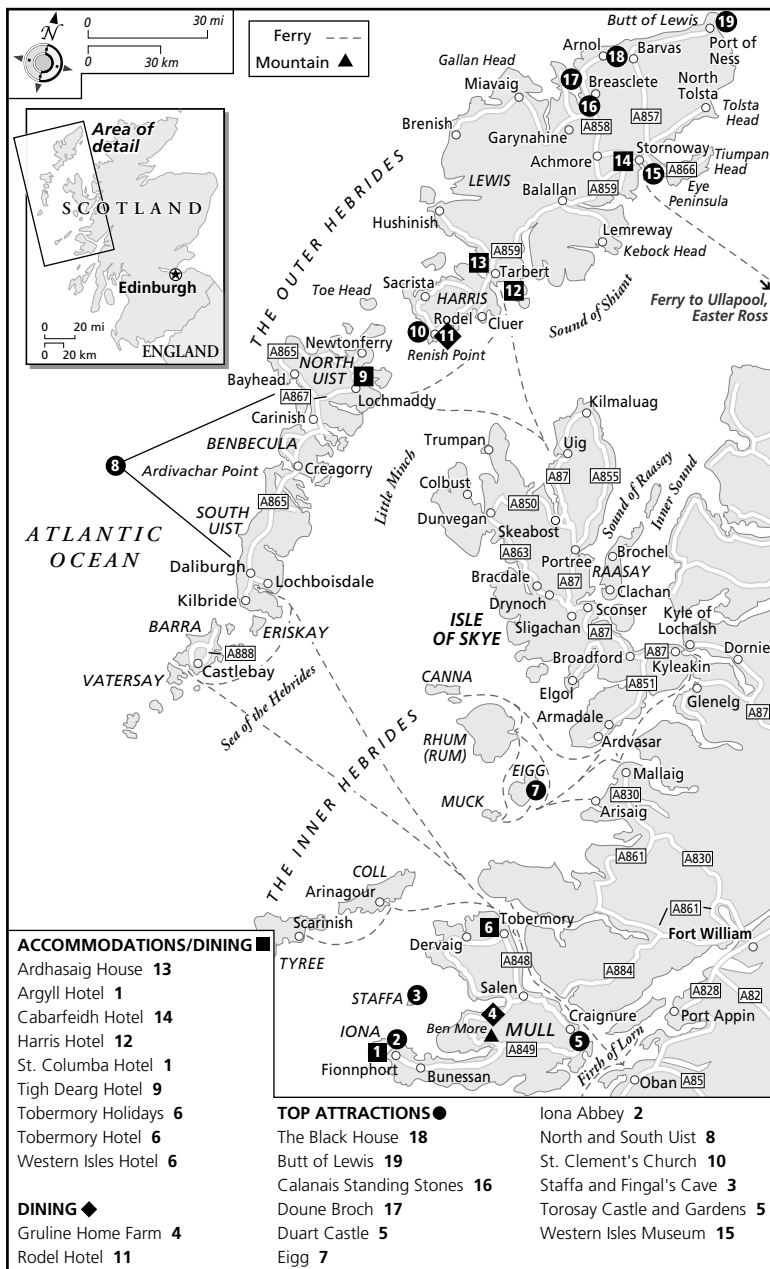 N
0 30 mi
0 30 km
Ferry
Mountain
Area of
detail
SCOTLAND
Edinburgh
0 20 mi
0 20 km
ENGLAND
Butt of Lewis
19
Port of
Ness
Arnol
18
Barvas
Gallan Head
17
Breasclete
North
Tolsta
Miavaig
16
A857
Tolsta
Head
Brenish
Garynahine
A858
Achmore
14
Stornoway
Tiumpan
Head
15
A866
Eye
Peninsula
LEWIS
Balallan
A859
Hushinish
Lemreway
Kebock Head
A859
13
Tarbert
12
THE OUTER HEBRIDES
Toe Head
Sacrista
HARRIS
Rodel
10
11
Cluer
Renish Point
Sound of Shiant
Ferry to Ullapool,
Easter Ross
Newtonferry
A865
NORTH
UIST
9
Bayhead
A867
Lochmaddy
Carinish
Kilmaluag
BENBECULA
Trumpan
Uig
8
Ardivachar Point
Creagorry
Little Minch
Colbust
A87
A855
Sound of Raasay
Inner Sound
A865
A850
SOUTH
UIST
Dunvegan
Skeabost
ATLANTIC
OCEAN
A863
Portree
Brochel
RAASAY
Daliburgh
Lochboisdale
Bracdale
A87
Clachan
Drynoch
Sconser
Kilbride
Kyle of
Lochalsh
Sligachan
ISLE
OF SKYE
BARRA
ERISKAY
A87
A87
Dornie
A888
Broadford
Kyleakin
Castlebay
VATERSAY
CANNA
Elgol
A851
Glenelg
Sea of the Hebrides
Armadale
A87
RHUM
(RUM)
Ardvasar
EIGG
Mallaig
7
MUCK
A830
Arisaig
THE INNER HEBRIDES
A861
A830
COLL
Arinagour
A861
Scarinish
Tobermory
Fort William
6
Dervaig
TYREE
A848
A884
Salen
A828
A82
STAFFA
3
4
Craignure
Port Appin
IONA
2
Ben More
MULL
5
1
A849
Firth of Lorn
Fionnphort
Bunessan
Oban
A85
ACCOMMODATIONS/DINING
Ardhasaig House 13
Argyll Hotel 1
Cabarfeidh Hotel 14
Harris Hotel 12
St. Columba Hotel 1
Tigh Dearg Hotel 9
Tobermory Holidays 6
Tobermory Hotel 6
Western Isles Hotel 6
DINING
Gruline Home Farm 4
Rodel Hotel 11
TOP ATTRACTIONS
The Black House 18
Butt of Lewis 19
Calanais Standing Stones 16
Doune Broch 17
Duart Castle 5
Eigg 7
Iona Abbey 2
North and South Uist 8
St. Clement's Church 10
Staffa and Fingal's Cave 3
Torosay Castle and Gardens 5
Western Isles Museum 15